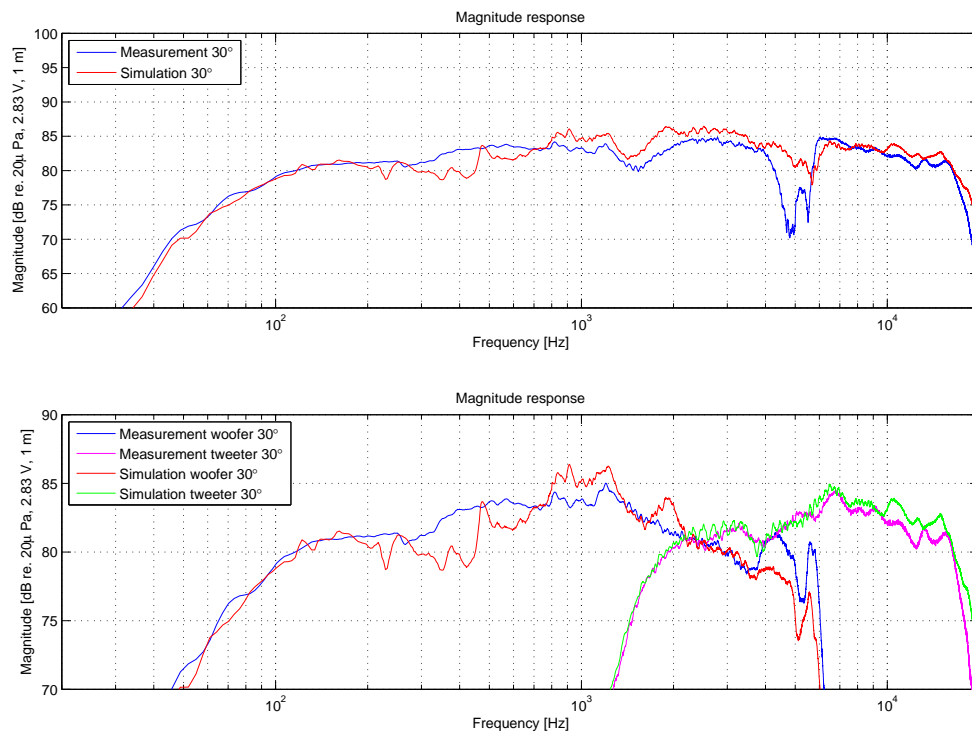 Magnitude response
100
95
90
85
80
75
70
65
60
Magnitude [dB re. 20μ Pa, 2.83 V, 1 m]
Measurement 30°
Simulation 30°
10² 10³ 10⁴
Frequency [Hz]
Magnitude response
90
85
80
75
70
Magnitude [dB re. 20μ Pa, 2.83 V, 1 m]
Measurement woofer 30°
Measurement tweeter 30°
Simulation woofer 30°
Simulation tweeter 30°
10² 10³ 10⁴
Frequency [Hz]